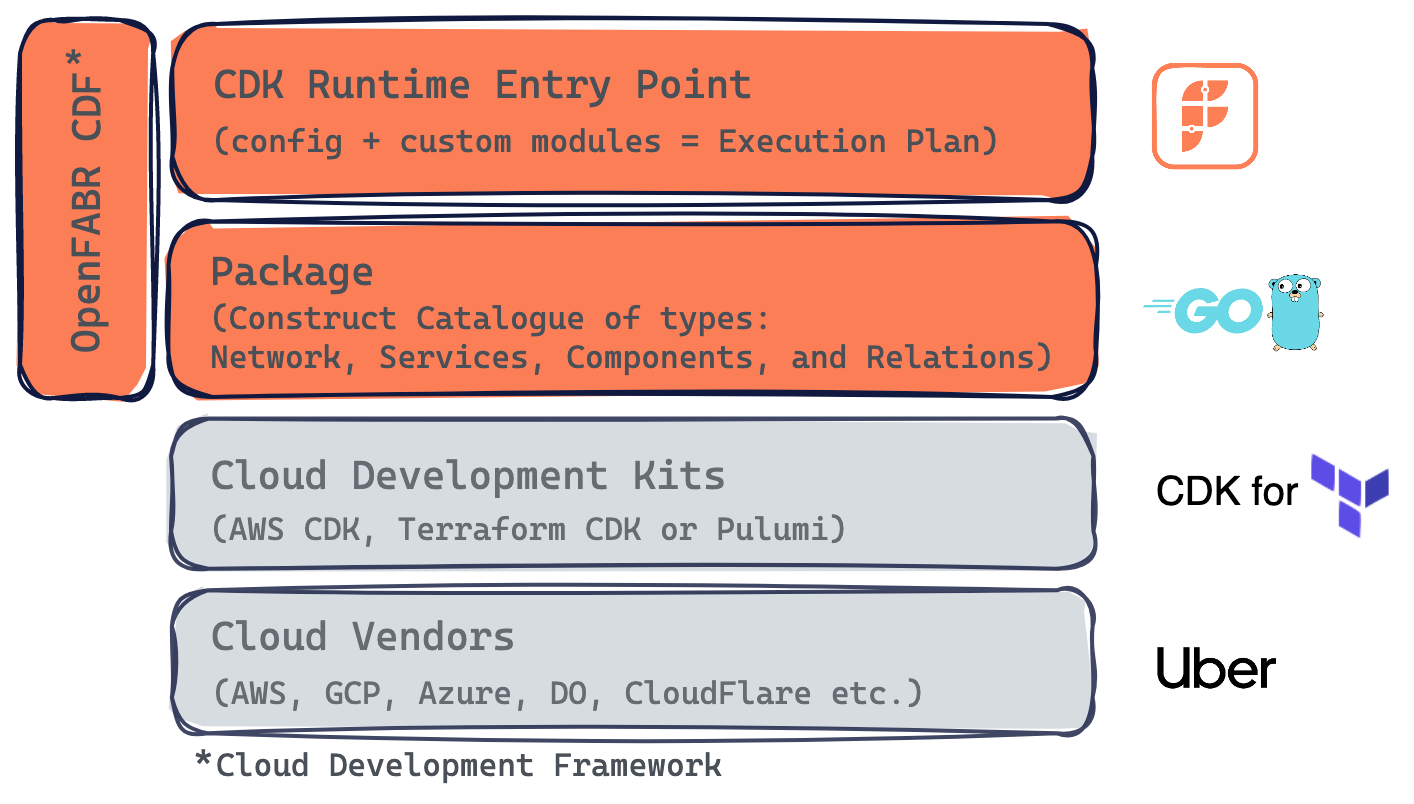 OpenFABR CDF*
CDK Runtime Entry Point
(config + custom modules = Execution Plan)
Package
(Construct Catalogue of types:
Network, Services, Components, and Relations)
GO
Cloud Development Kits
(AWS CDK, Terraform CDK or Pulumi)
CDK for
Cloud Vendors
(AWS, GCP, Azure, DO, CloudFlare etc.)
Uber
*Cloud Development Framework